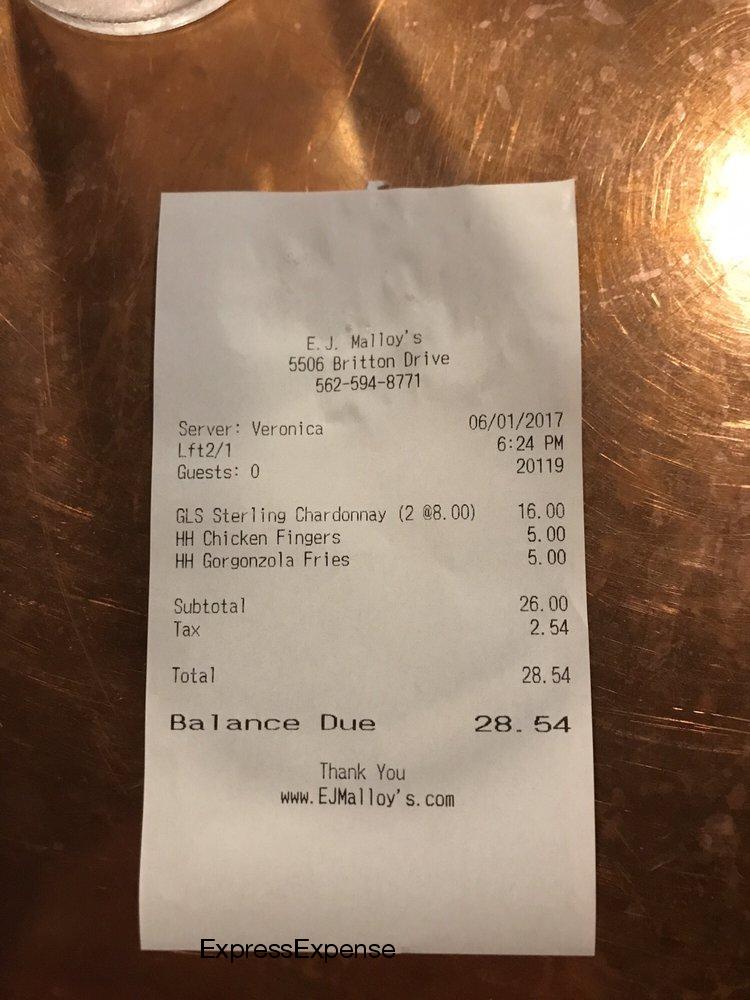 E.J. Malloy's
5506 Britton Drive
562-594-8771
Server: Veronica 06/01/2017
Lft2/1 6:24 PM
Guests: 0 20119
GLS Sterling Chardonnay (2 @8.00) 16.00
HH Chicken Fingers 5.00
HH Gorgonzola Fries 5.00
Subtotal 26.00
Tax 2.54
Total 28.54
Balance Due 28.54
Thank You
www.EJMalloy's.com
ExpressExpense